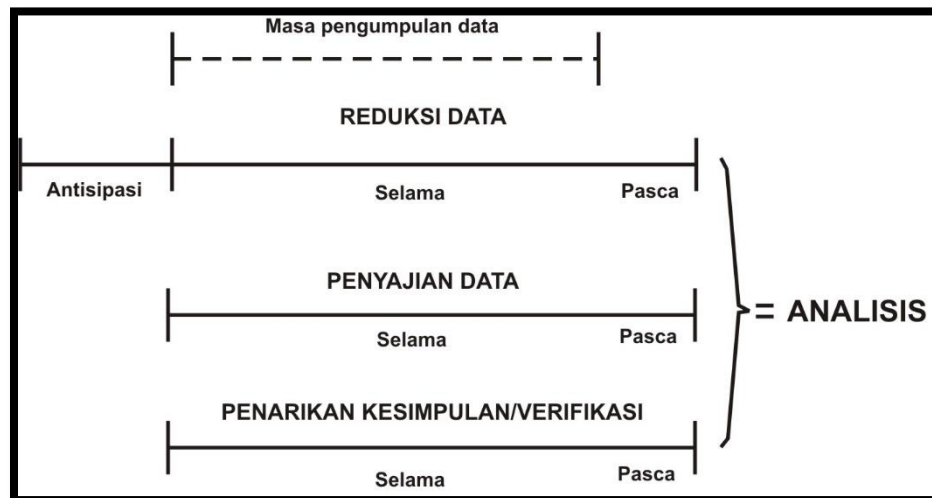 Masa pengumpulan data
REDUKSI DATA
Antisipasi
Selama
Pasca
PENYAJIAN DATA
Selama
Pasca
= ANALISIS
PENARIKAN KESIMPULAN/VERIFIKASI
Selama
Pasca